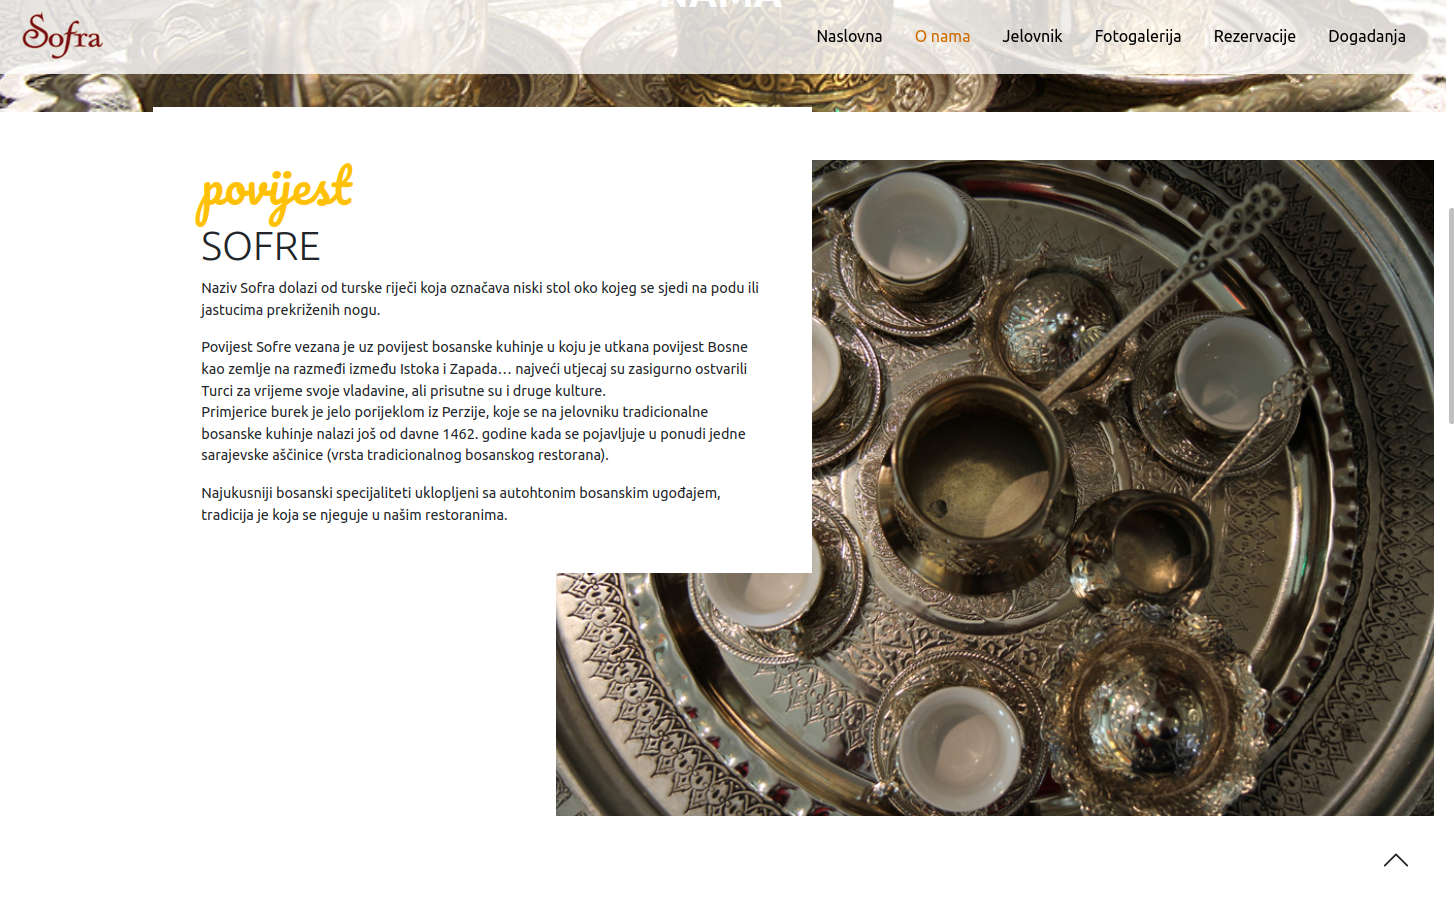 NAMA
Sofra
Naslovna O nama Jelovnik Fotogalerija Rezervacije Događanja
povijest
SOFRE
Naziv Sofra dolazi od turske riječi koja označava niski stol oko kojeg se sjedi na podu ili
jastucima prekriženih nogu.
Povijest Sofre vezana je uz povijest bosanske kuhinje u koju je utkana povijest Bosne
kao zemlje na razmeđi između Istoka i Zapada… najveći utjecaj su zasigurno ostvarili
Turci za vrijeme svoje vladavine, ali prisutne su i druge kulture.
Primjerice burek je jelo porijeklom iz Perzije, koje se na jelovniku tradicionalne
bosanske kuhinje nalazi još od davne 1462. godine kada se pojavljuje u ponudi jedne
sarajevske aščinice (vrsta tradicionalnog bosanskog restorana).
Najukusniji bosanski specijaliteti uklopljeni sa autohtonim bosanskim ugođajem,
tradicija je koja se njeguje u našim restoranima.